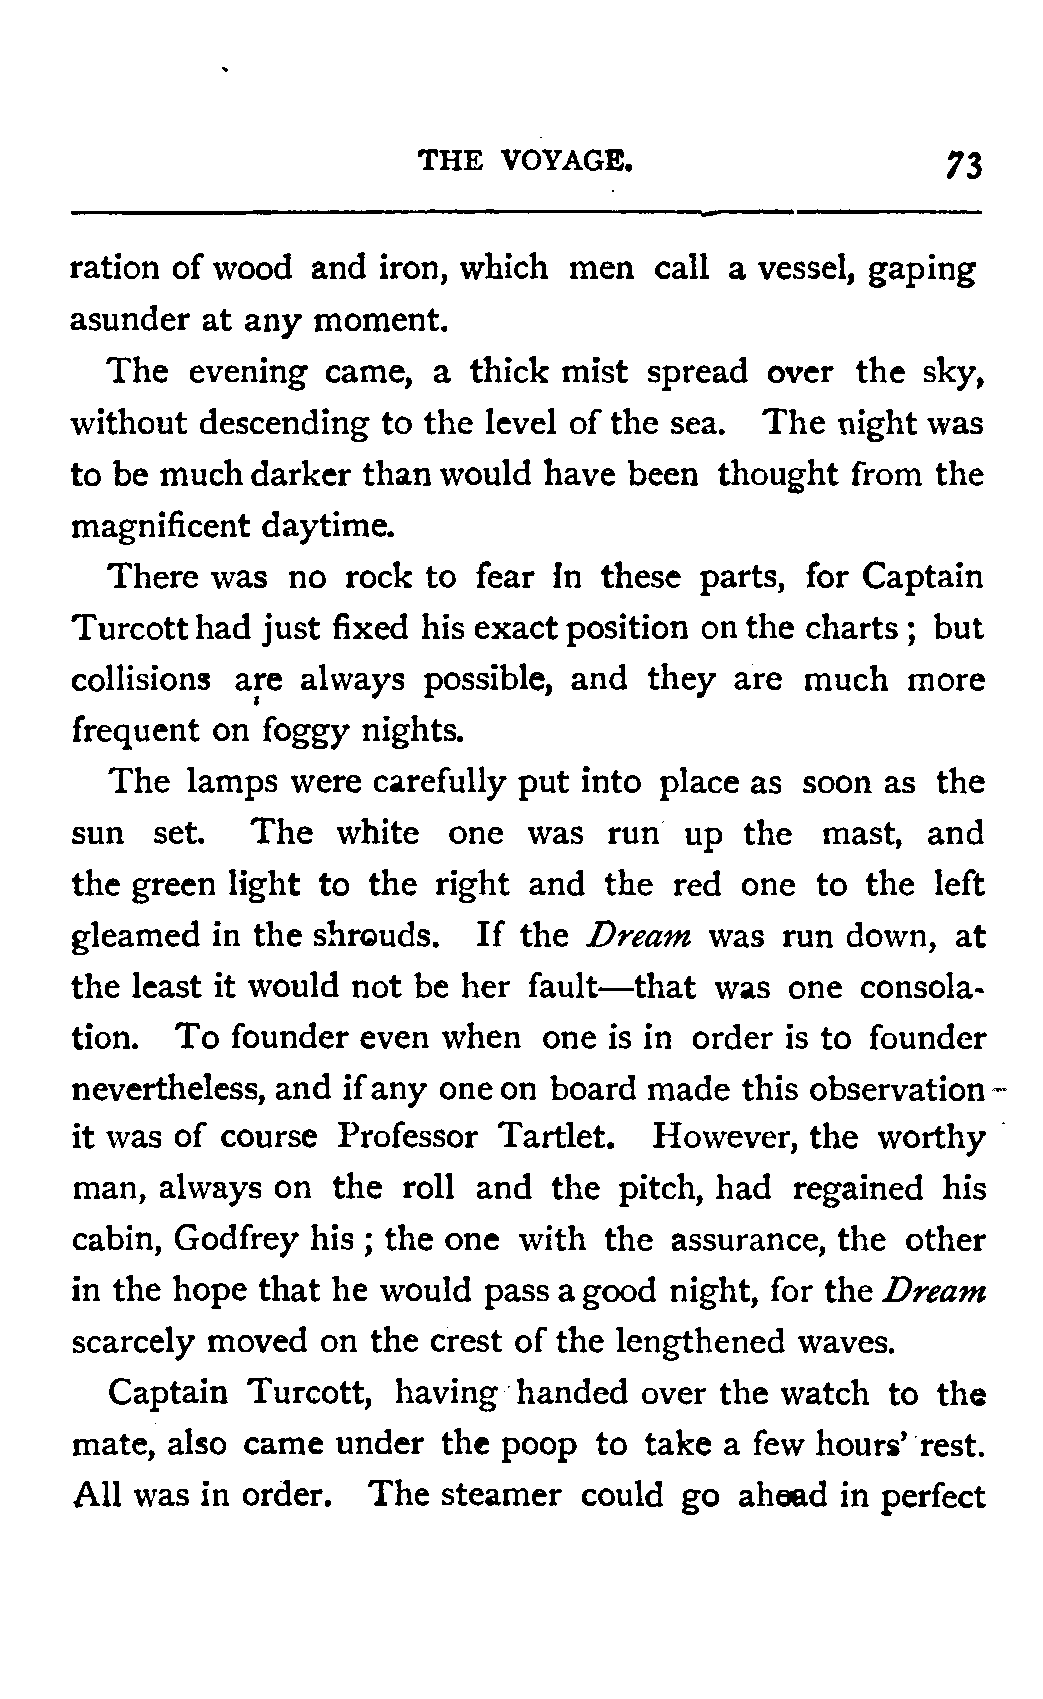 THE VOYAGE. 73
ration of wood and iron, which men call a vessel, gaping
asunder at any moment.
The evening came, a thick mist spread over the sky,
without descending to the level of the sea. The night was
to be much darker than would have been thought from the
magnificent daytime.
There was no rock to fear in these parts, for Captain
Turcott had just fixed his exact position on the charts ; but
collisions are always possible, and they are much more
frequent on foggy nights.
The lamps were carefully put into place as soon as the
sun set. The white one was run up the mast, and
the green light to the right and the red one to the left
gleamed in the shrouds. If the Dream was run down, at
the least it would not be her fault—that was one consola-
tion. To founder even when one is in order is to founder
nevertheless, and if any one on board made this observation-
it was of course Professor Tartlet. However, the worthy
man, always on the roll and the pitch, had regained his
cabin, Godfrey his ; the one with the assurance, the other
in the hope that he would pass a good night, for the Dream
scarcely moved on the crest of the lengthened waves.
Captain Turcott, having handed over the watch to the
mate, also came under the poop to take a few hours' rest.
All was in order. The steamer could go ahead in perfect